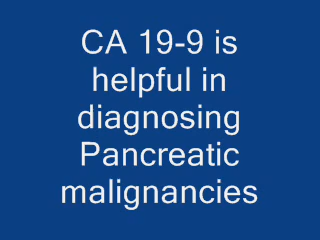 CA 19-9 is
helpful in
diagnosing
Pancreatic
malignancies